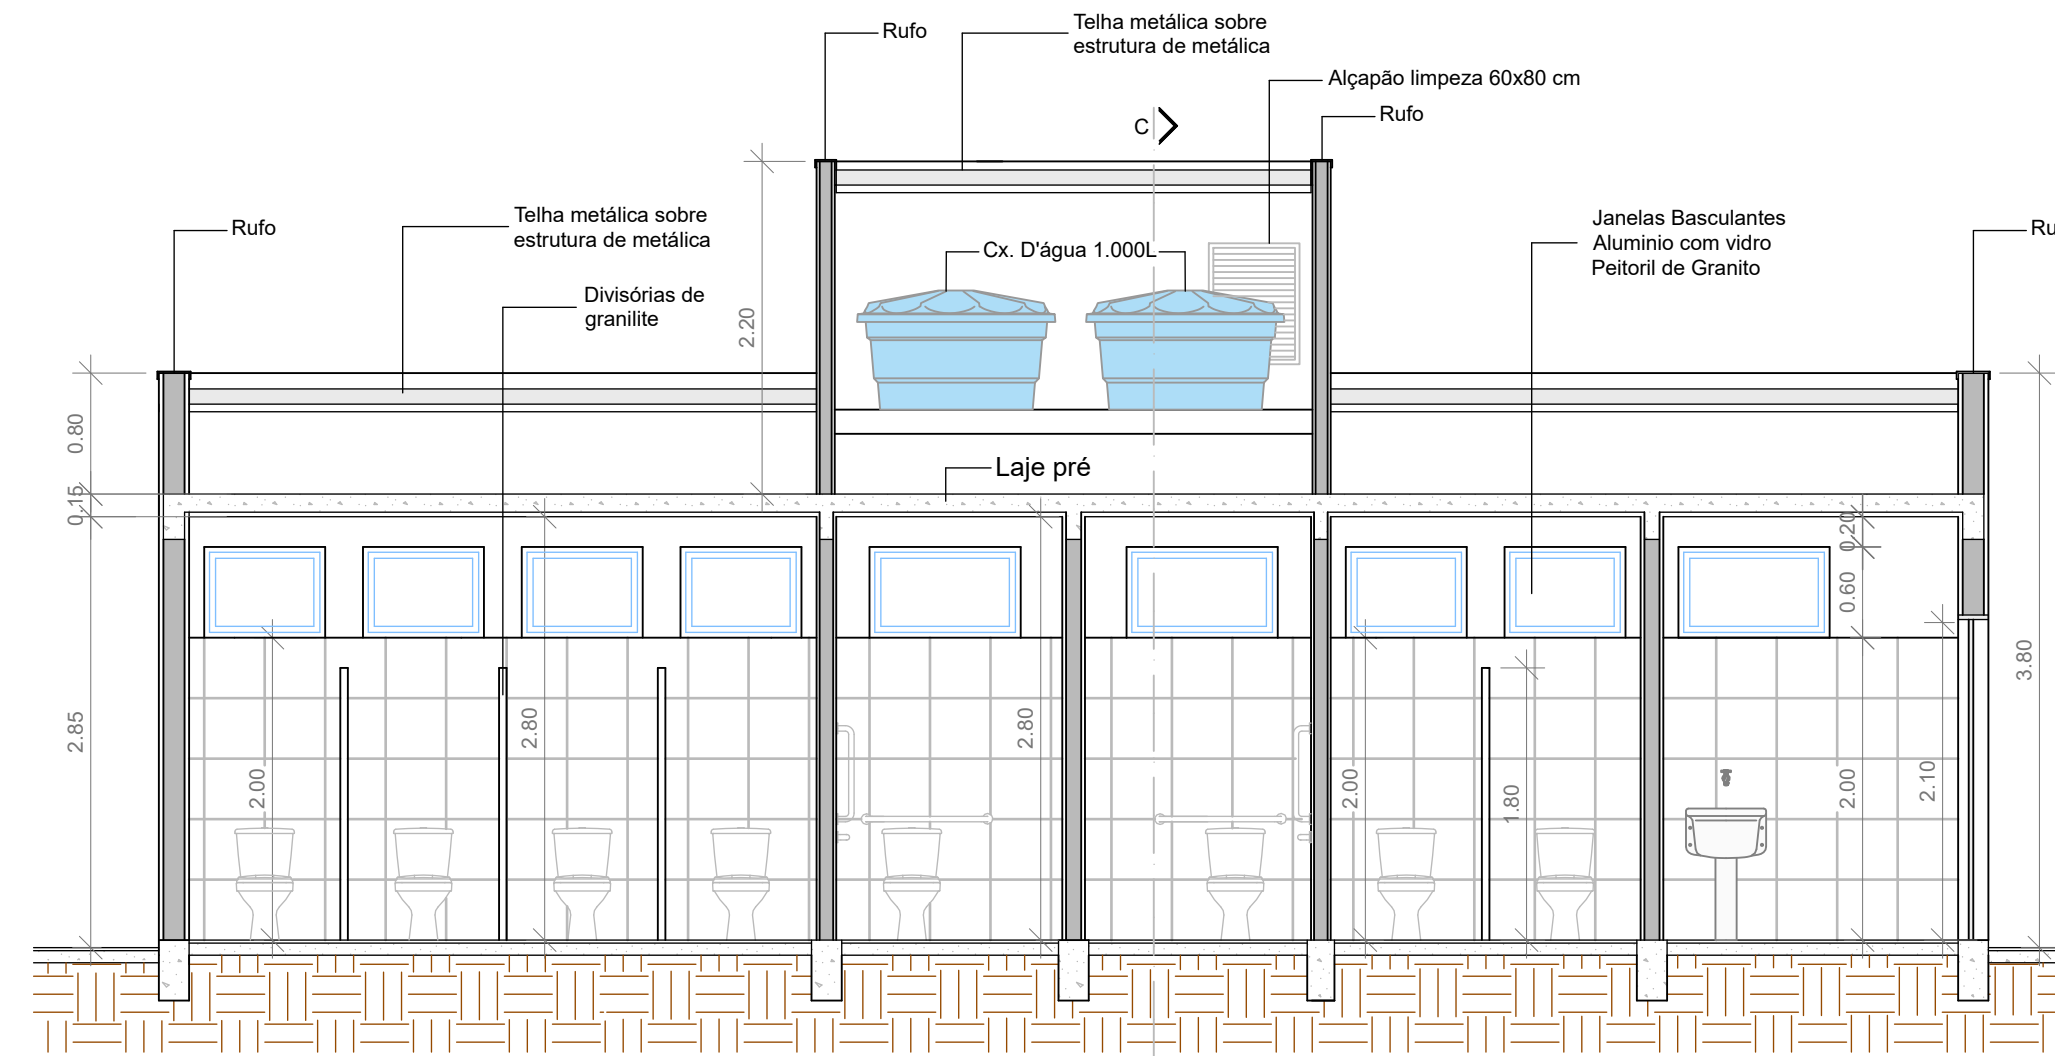 Rufo
Telha metálica sobre
estrutura de metálica
Alçapão limpeza 60x80 cm
Rufo
C
Rufo
Telha metálica sobre
estrutura de metálica
Janelas Basculantes
Aluminio com vidro
Peitoril de Granito
Ru
Cx. D'água 1.000L
Divisórias de
granilite
2.20
0.80
Laje pré
0.15
0.20
0.60
2.85
2.80
2.80
3.80
2.00
2.00
1.80
2.00
2.10